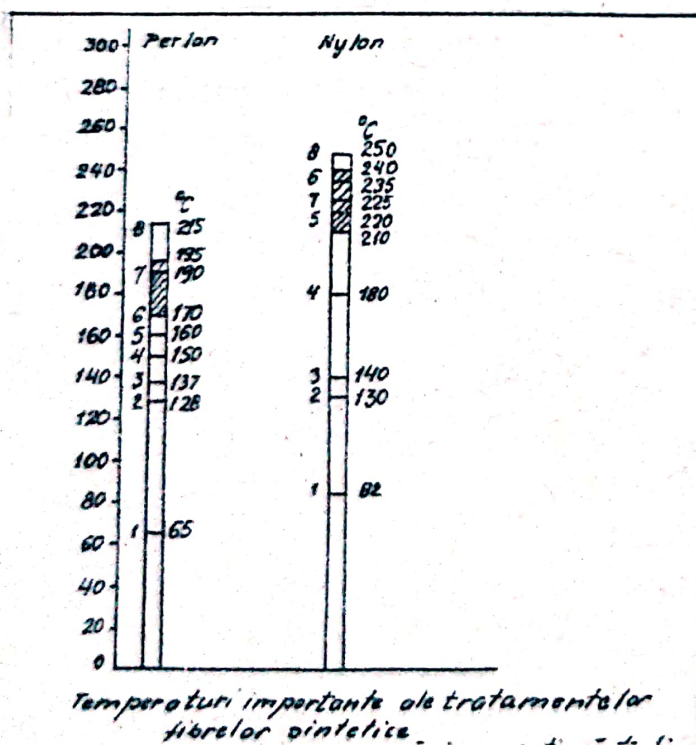 300 Perlon Nylon
280
260 °C
8 250
240 240
6 235
220 °C 7 225
8 215 5 220
210
200 195
7 190
180 4 180
6 170
160 5 160
4 150
140 3 137 3 140
2 128 2 130
120
100
80 1 82
1 65
60
40
20
0
Temperaturi importante ale tratamentelor
fibrelor sintetice